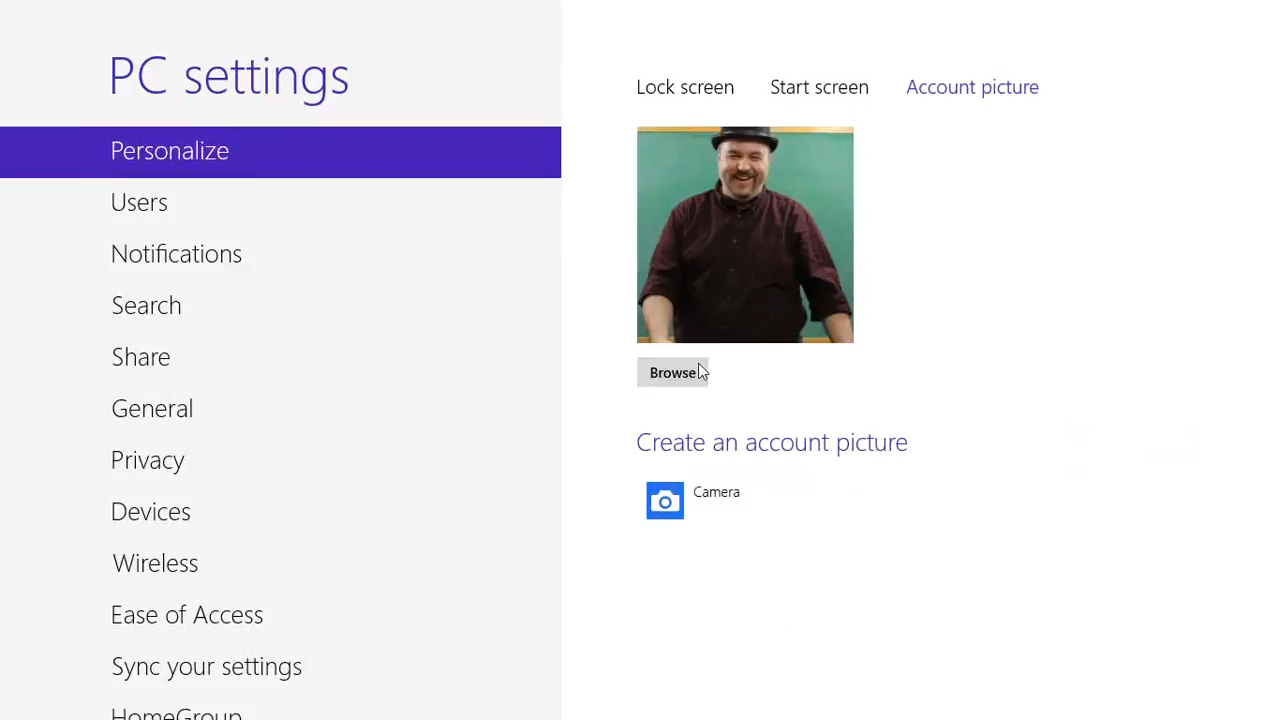 PC settings
Personalize
Users
Notifications
Search
Share
General
Privacy
Devices
Wireless
Ease of Access
Sync your settings
HomeGroup
Lock screen Start screen Account picture
Browse
Create an account picture
Camera